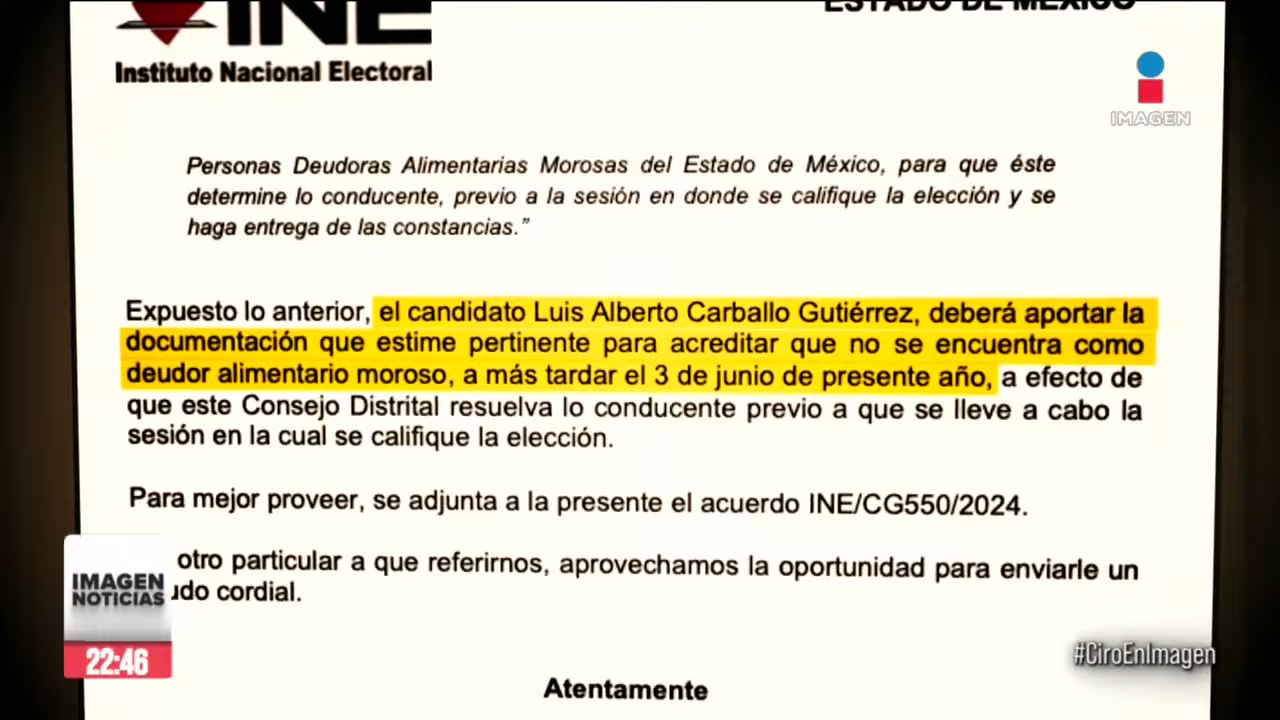 INE
ESTADO DE MÉXICO
Instituto Nacional Electoral
IMAGEN
Personas Deudoras Alimentarias Morosas del Estado de México, para que éste
determine lo conducente, previo a la sesión en donde se califique la elección y se
haga entrega de las constancias.”
Expuesto lo anterior, el candidato Luis Alberto Carballo Gutiérrez, deberá aportar la
documentación que estime pertinente para acreditar que no se encuentra como
deudor alimentario moroso, a más tardar el 3 de junio de presente año, a efecto de
que este Consejo Distrital resuelva lo conducente previo a que se lleve a cabo la
sesión en la cual se califique la elección.
Para mejor proveer, se adjunta a la presente el acuerdo INE/CG550/2024.
otro particular a que referirnos, aprovechamos la oportunidad para enviarle un
udo cordial.
IMAGEN
NOTICIAS
22:46
#CiroEnImagen
Atentamente